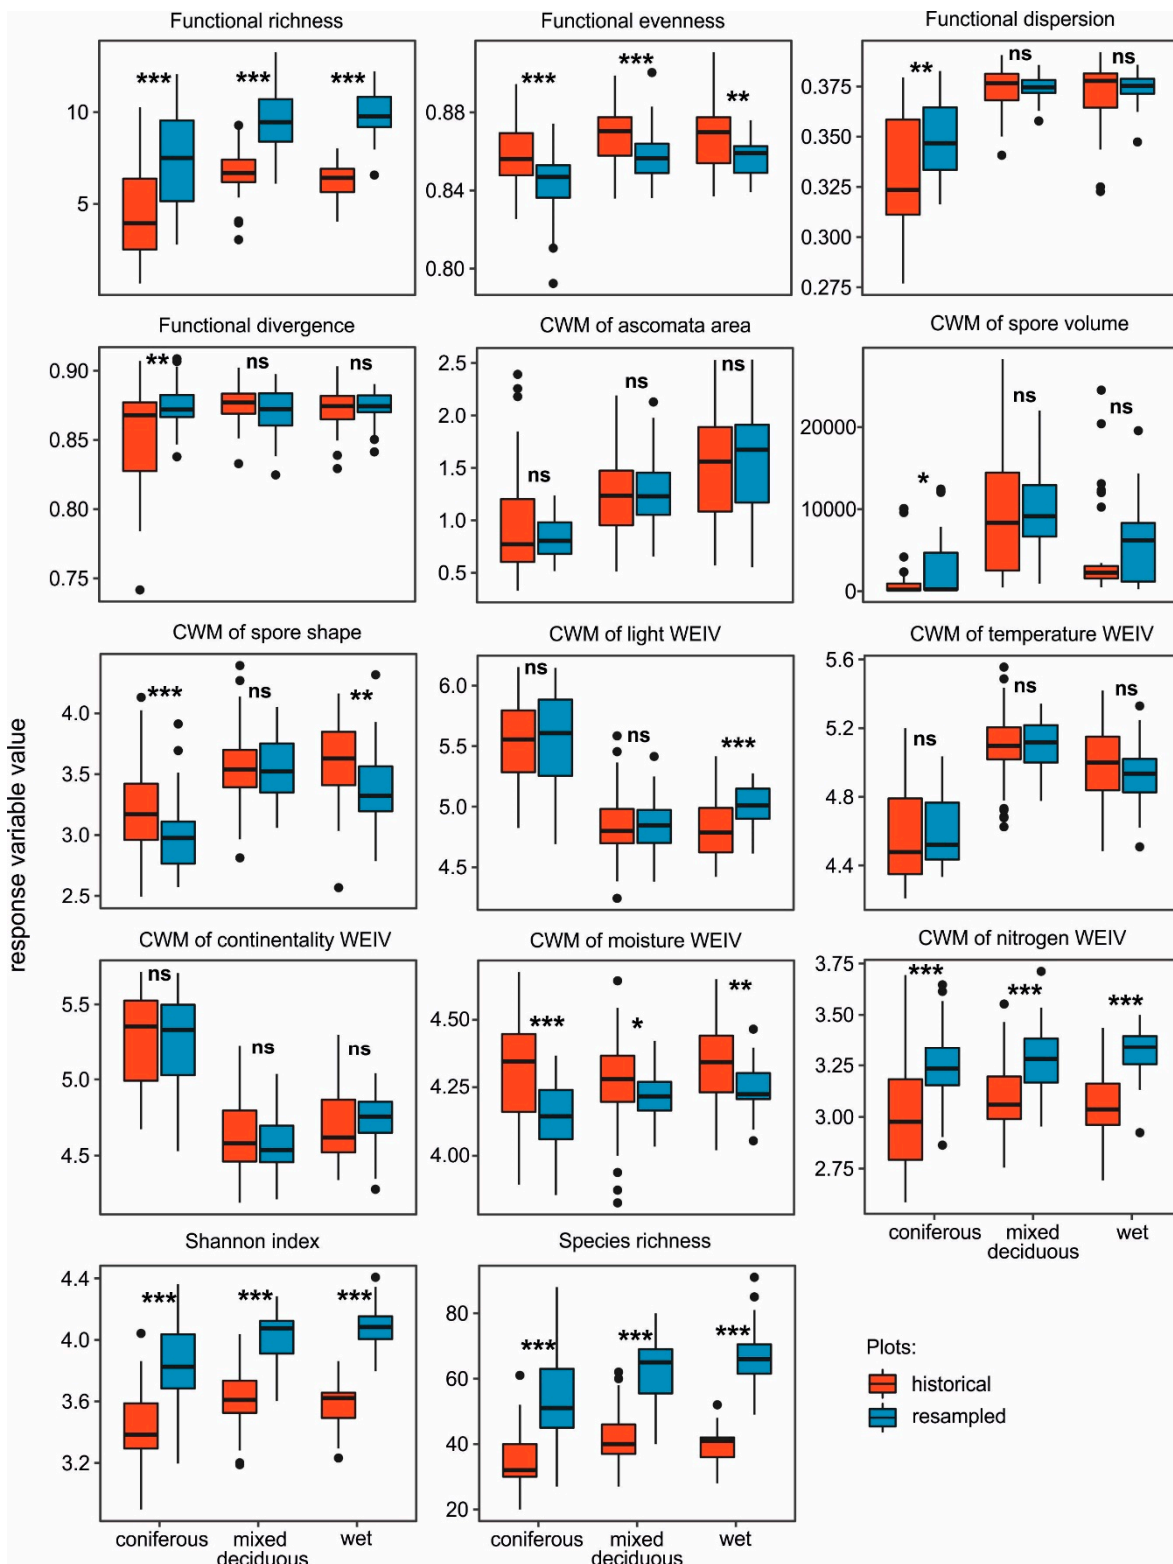 Functional richness
Functional evenness
Functional dispersion
10
5
***
***
***
0.88
0.84
0.80
***
***
**
0.375
0.350
0.325
0.300
0.275
**
ns
ns
Functional divergence
CWM of ascomata area
CWM of spore volume
0.90
0.85
0.80
0.75
**
ns
ns
2.5
2.0
1.5
1.0
0.5
ns
ns
ns
20000
10000
0
*
ns
ns
response variable value
CWM of spore shape
CWM of light WEIV
CWM of temperature WEIV
4.0
3.5
3.0
2.5
***
ns
**
6.0
5.5
5.0
4.5
ns
ns
***
5.6
5.2
4.8
4.4
ns
ns
ns
CWM of continentality WEIV
CWM of moisture WEIV
CWM of nitrogen WEIV
5.5
5.0
4.5
ns
ns
ns
4.50
4.25
4.00
***
*
**
3.75
3.50
3.25
3.00
2.75
***
***
***
coniferous
mixed
deciduous
wet
Shannon index
Species richness
4.4
4.0
3.6
3.2
***
***
***
coniferous
mixed
deciduous
wet
80
60
40
20
***
***
***
coniferous
mixed
deciduous
wet
Plots:
historical
resampled